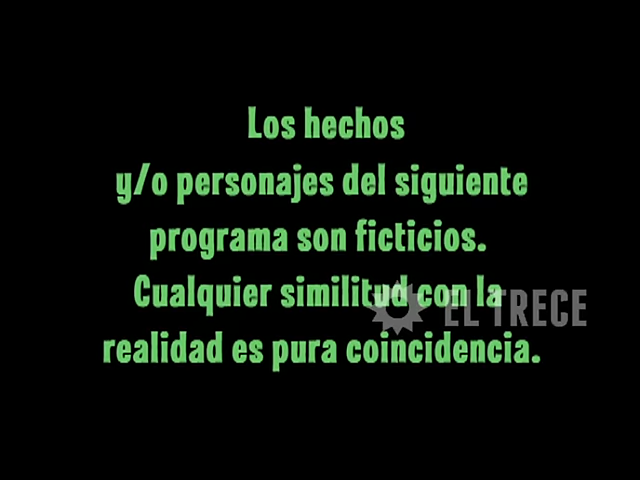 Los hechos
y/o personajes del siguiente
programa son ficticios.
Cualquier similitud con la
EL TRECE
realidad es pura coincidencia.